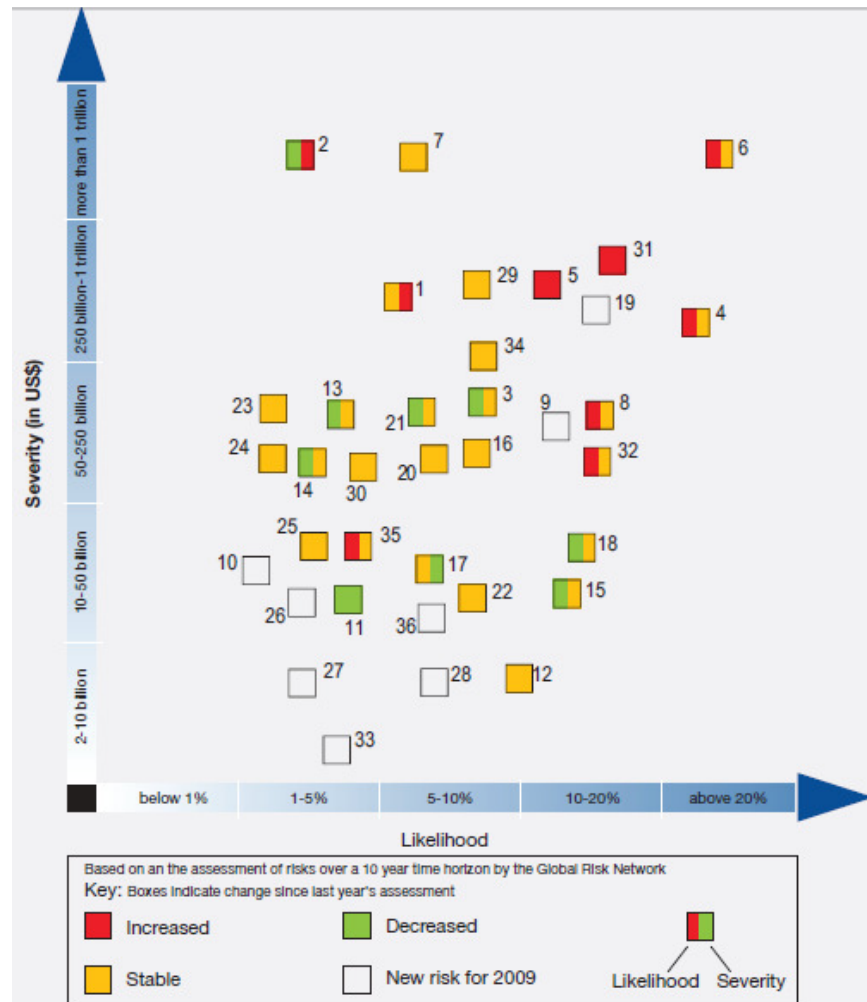 Severity (in US$)
more than 1 trillion
250 billion-1 trillion
50-250 billion
10-50 billion
2-10 billion
2
7
6
31
29
5
1
19
4
34
23
13
21
3
9
8
24
14
30
20
16
32
25
35
18
10
17
26
11
36
22
15
27
28
12
33
below 1%
1-5%
5-10%
10-20%
above 20%
Likelihood
Based on an the assessment of risks over a 10 year time horizon by the Global Risk Network
Key: Boxes indicate change since last year's assessment
Increased
Decreased
Stable
New risk for 2009
Likelihood Severity